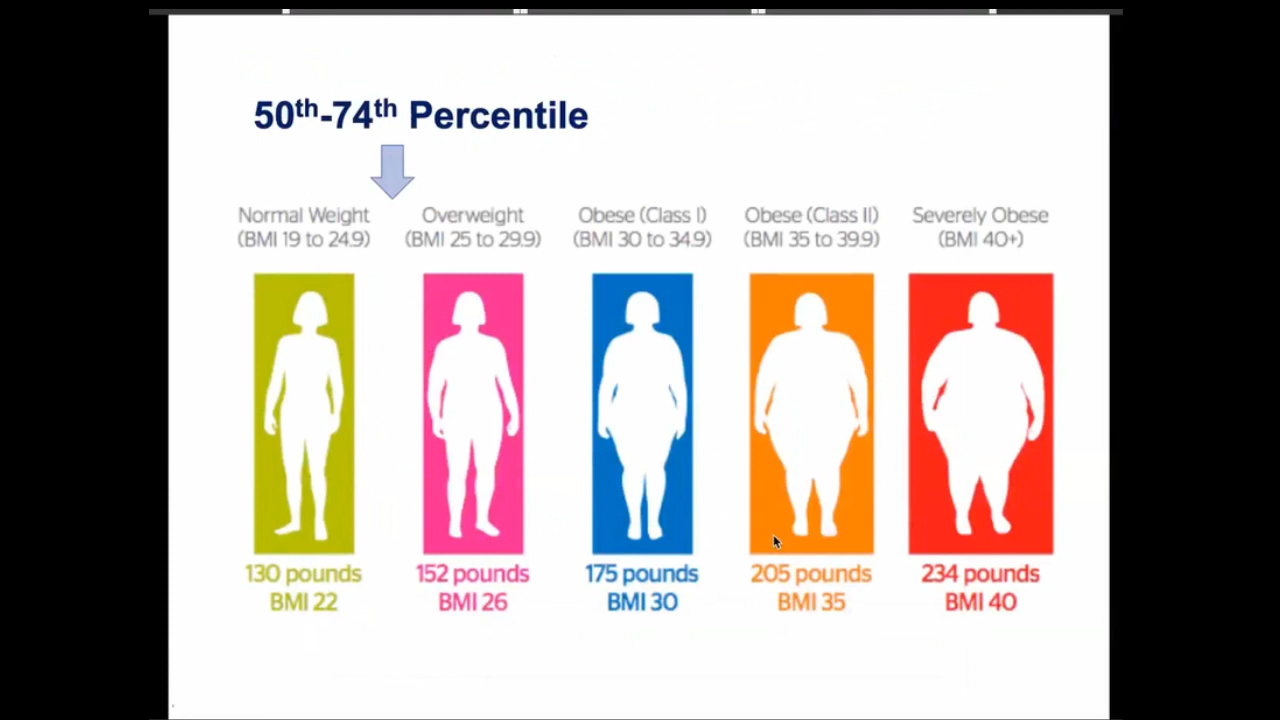 50th-74th Percentile
Normal Weight
(BMI 19 to 24.9)
Overweight
(BMI 25 to 29.9)
Obese (Class I)
(BMI 30 to 34.9)
Obese (Class II)
(BMI 35 to 39.9)
Severely Obese
(BMI 40+)
130 pounds
BMI 22
152 pounds
BMI 26
175 pounds
BMI 30
205 pounds
BMI 35
234 pounds
BMI 40